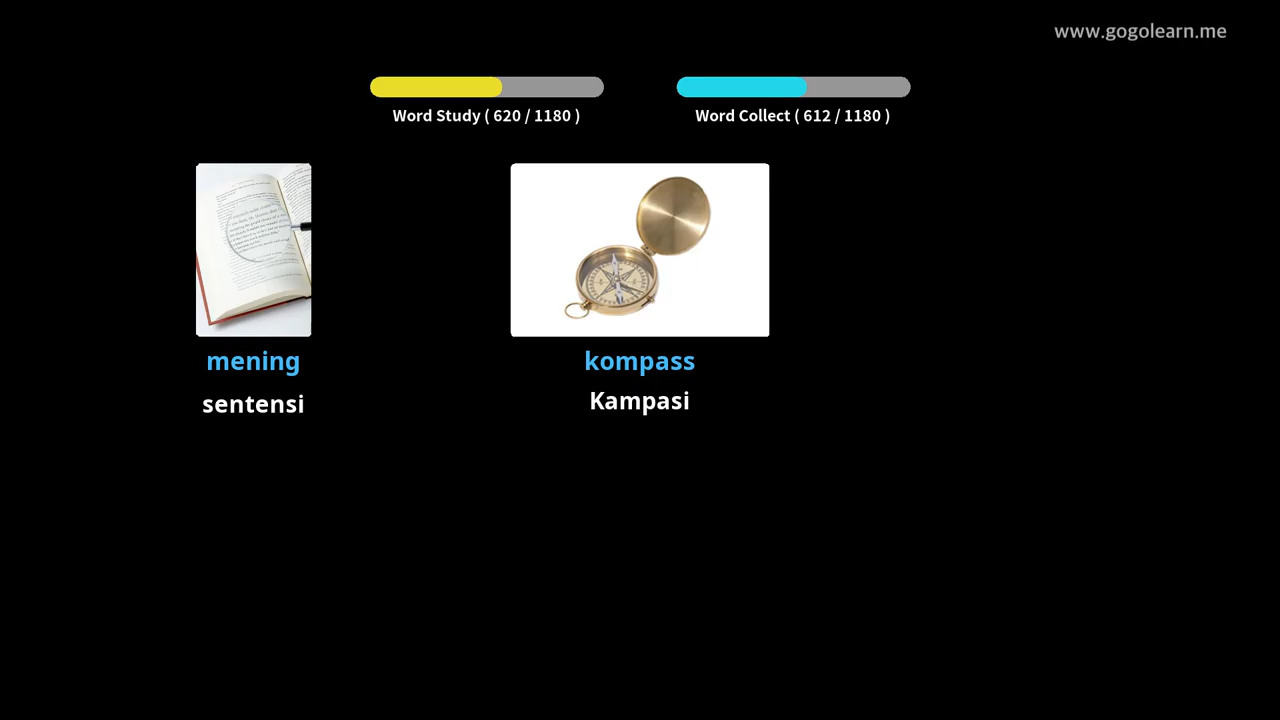 www.gogolearn.me
Word Study ( 620 / 1180 )
Word Collect ( 612 / 1180 )
mening
sentensi
kompass
Kampasi